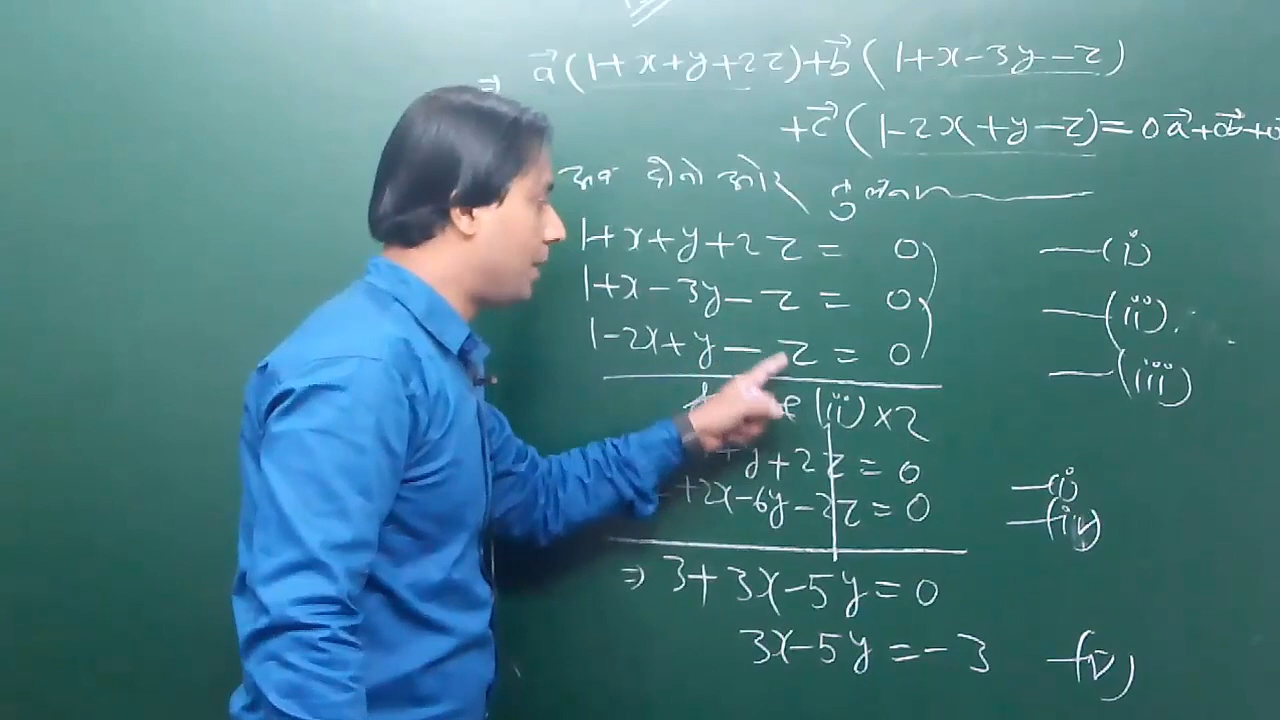 ⇒ a⃗(1+x+y+2z)+b⃗(1+x-3y-z)
+c⃗(1-2x+y-z)=0a⃗+0b⃗+0
अब दोनो ओर तुलना
1+x+y+2z = 0 —(i)
1+x-3y-z = 0 —(ii)
1-2x+y-z = 0 —(iii)
(ii)×2
+y+2z=0 —(i)
+2x-6y-2z=0 —(iv)
⇒ 3+3x-5y=0
3x-5y=-3 —(v)